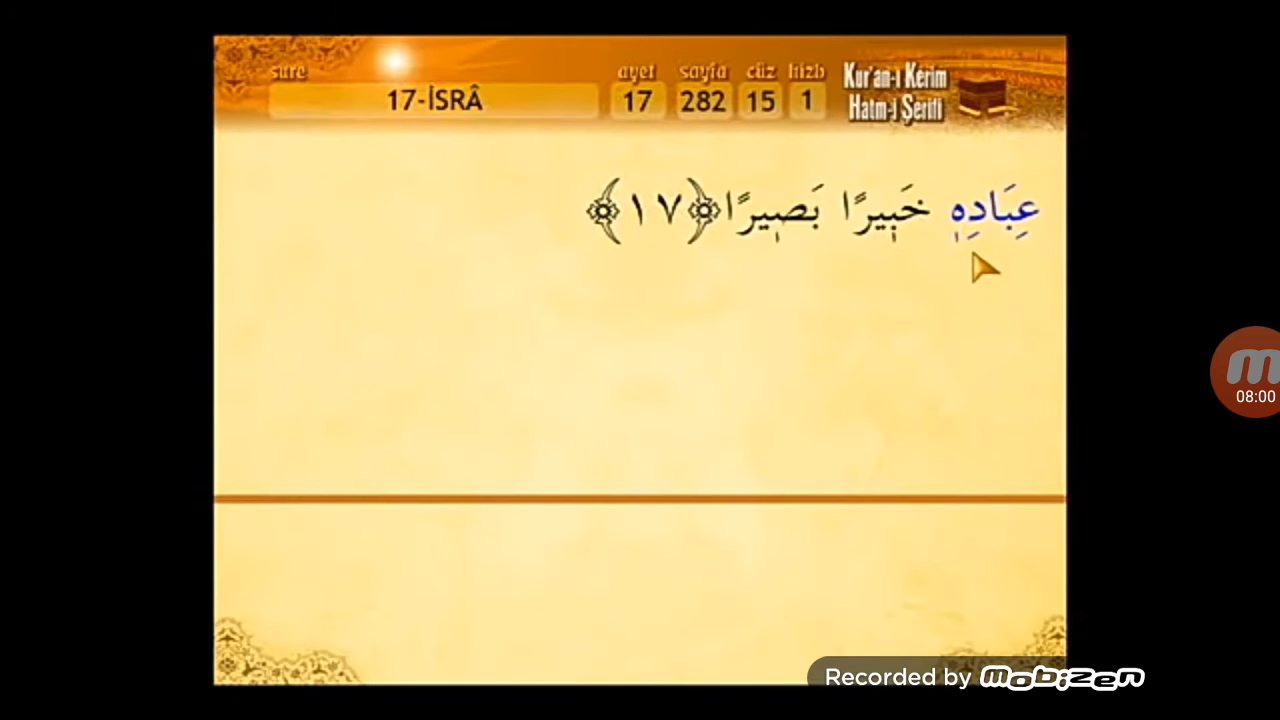 sure ayet sayfa cüz hizb
17-İSRÂ 17 282 15 1
Kur'an-ı Kerim
Hatm-i Şerifi
عِبَادِه۪ خَب۪يرًا بَص۪يرًا ﴿١٧﴾
08:00
Recorded by Mobizen